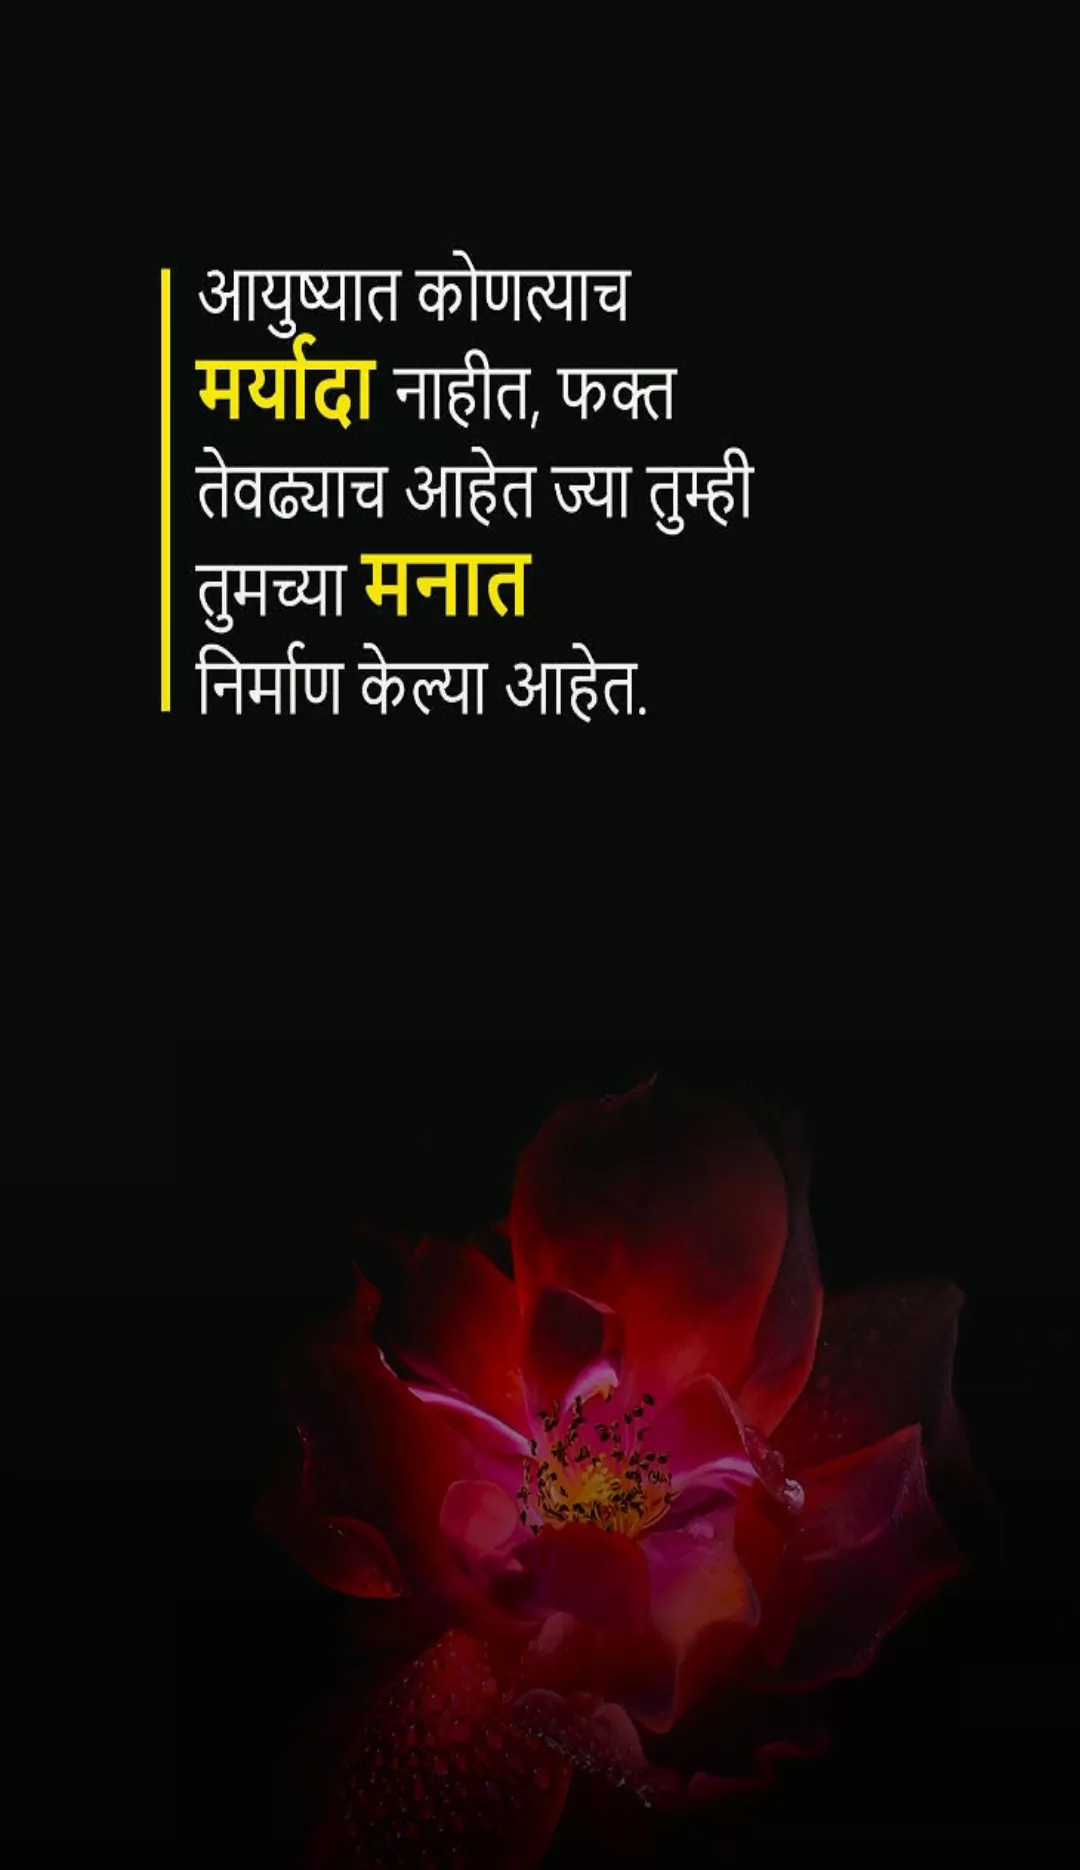 आयुष्यात कोणत्याच
मर्यादा नाहीत, फक्त
तेवढ्याच आहेत ज्या तुम्ही
तुमच्या मनात
निर्माण केल्या आहेत.